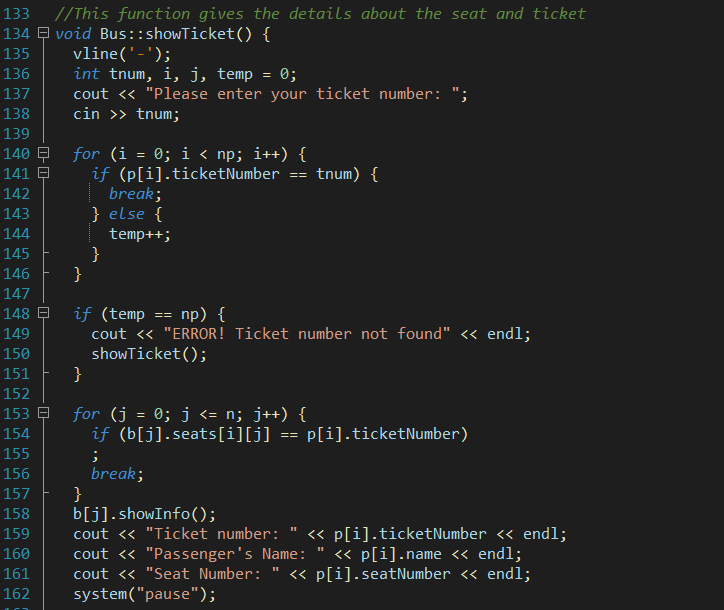 133 //This function gives the details about the seat and ticket
134 void Bus::showTicket() {
135 vline('-');
136 int tnum, i, j, temp = 0;
137 cout << "Please enter your ticket number: ";
138 cin >> tnum;
139
140 for (i = 0; i < np; i++) {
141 if (p[i].ticketNumber == tnum) {
142 break;
143 } else {
144 temp++;
145 }
146 }
147
148 if (temp == np) {
149 cout << "ERROR! Ticket number not found" << endl;
150 showTicket();
151 }
152
153 for (j = 0; j <= n; j++) {
154 if (b[j].seats[i][j] == p[i].ticketNumber)
155 ;
156 break;
157 }
158 b[j].showInfo();
159 cout << "Ticket number: " << p[i].ticketNumber << endl;
160 cout << "Passenger's Name: " << p[i].name << endl;
161 cout << "Seat Number: " << p[i].seatNumber << endl;
162 system("pause");